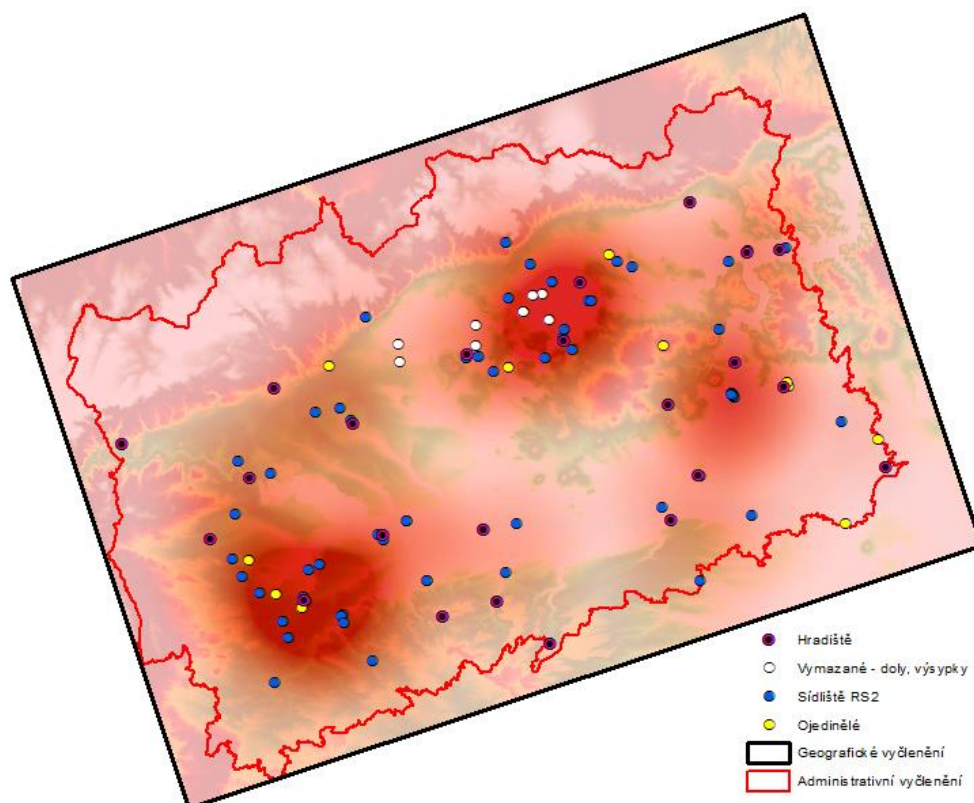 Hradiště
Vymazané - doly, výsypky
Sídliště RS2
Ojedinělé
Geografické vyčlenění
Administrativní vyčlenění